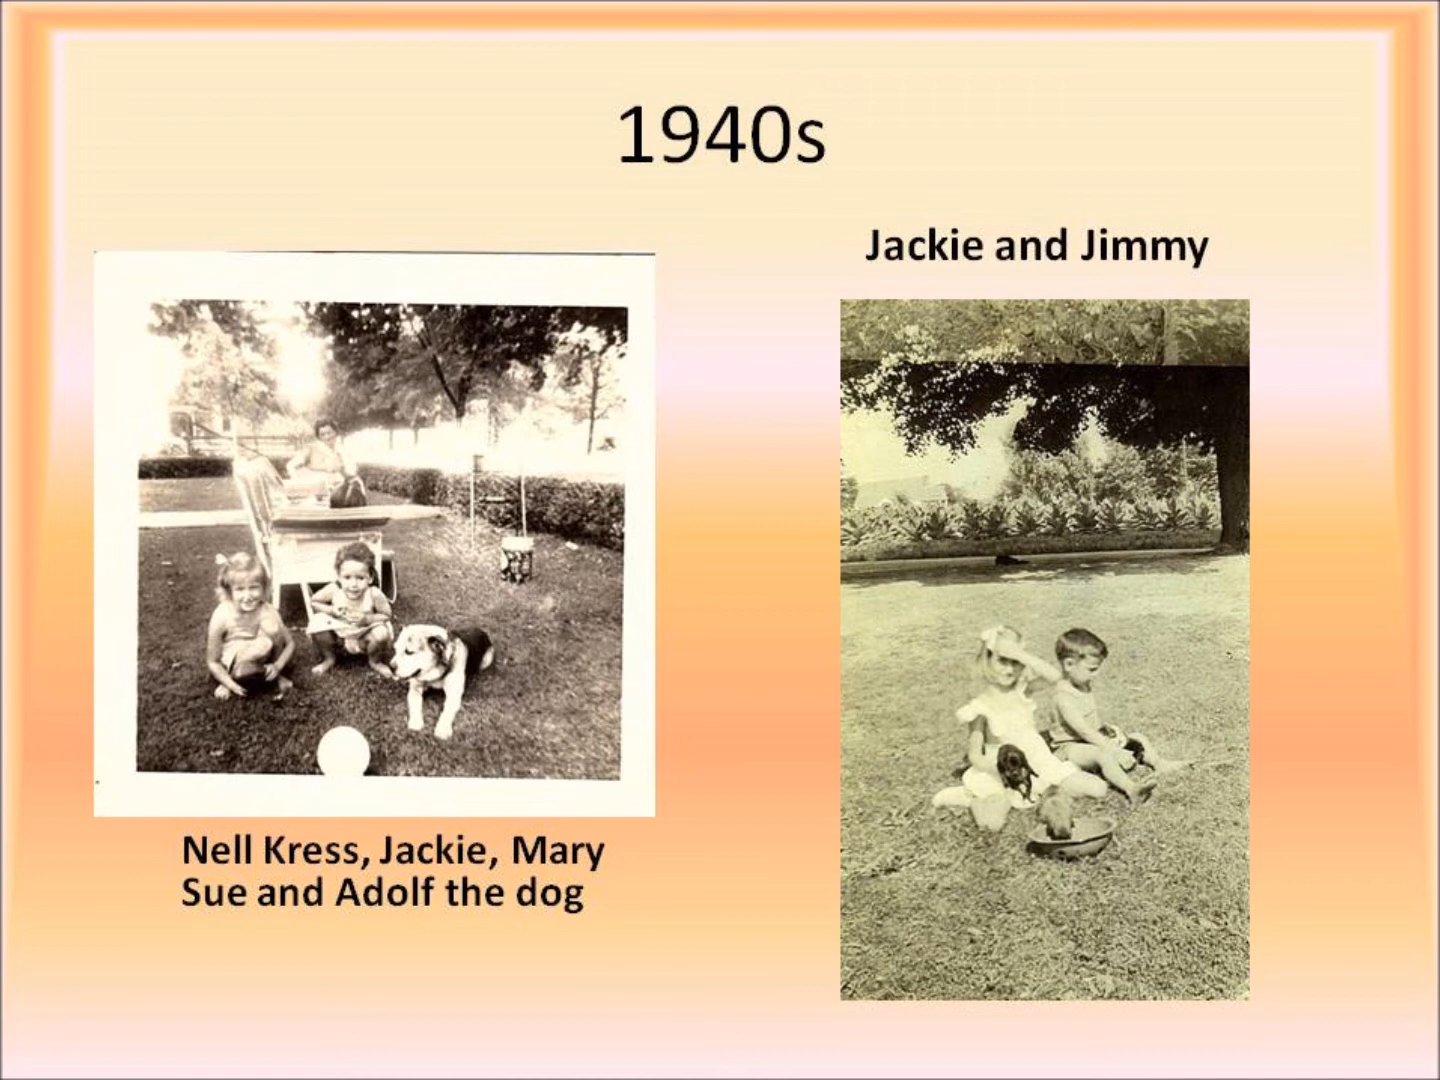 1940s
Jackie and Jimmy
Nell Kress, Jackie, Mary
Sue and Adolf the dog